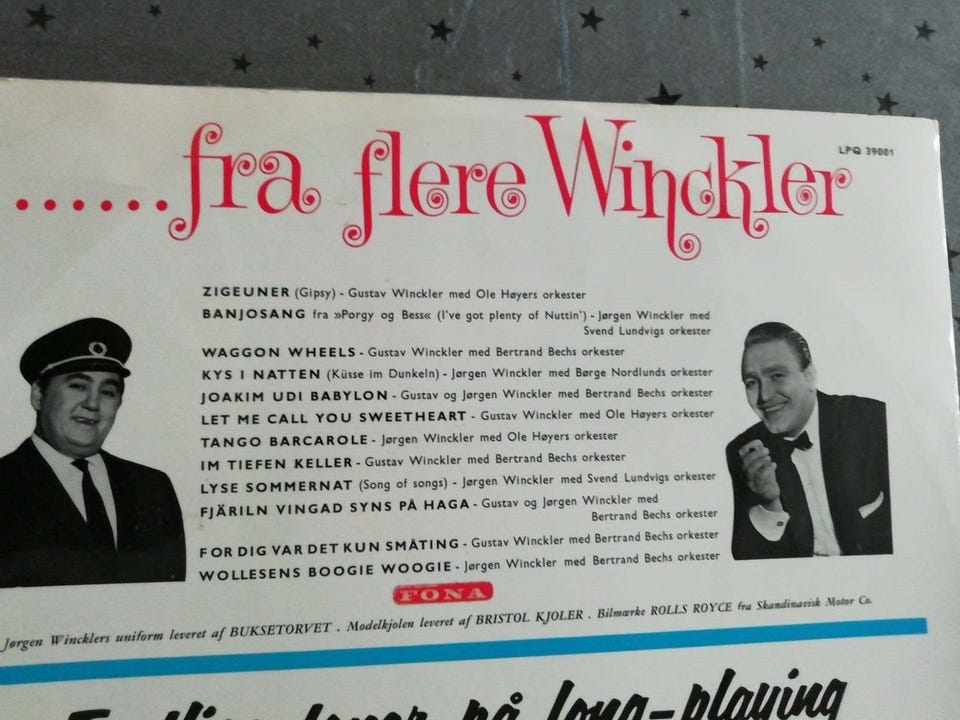 ......fra flere Winckler
LPQ 39001
ZIGEUNER (Gipsy) - Gustav Winckler med Ole Høyers orkester
BANJOSANG fra »Porgy og Bess« (I've got plenty of Nuttin') - Jørgen Winckler med
Svend Lundvigs orkester
WAGGON WHEELS - Gustav Winckler med Bertrand Bechs orkester
KYS I NATTEN (Küsse im Dunkeln) - Jørgen Winckler med Børge Nordlunds orkester
JOAKIM UDI BABYLON - Gustav og Jørgen Winckler med Bertrand Bechs orkester
LET ME CALL YOU SWEETHEART - Gustav Winckler med Ole Høyers orkester
TANGO BARCAROLE - Jørgen Winckler med Ole Høyers orkester
IM TIEFEN KELLER - Gustav Winckler med Bertrand Bechs orkester
LYSE SOMMERNAT (Song of songs) - Jørgen Winckler med Svend Lundvigs orkester
FJÄRILN VINGAD SYNS PÅ HAGA - Gustav og Jørgen Winckler med
Bertrand Bechs orkester
FOR DIG VAR DET KUN SMÅTING - Gustav Winckler med Bertrand Bechs orkester
WOLLESENS BOOGIE WOOGIE - Jørgen Winckler med Bertrand Bechs orkester
FONA
Jørgen Wincklers uniform leveret af BUKSETORVET . Modelkjolen leveret af BRISTOL KJOLER . Bilmærke ROLLS ROYCE fra Skandinavisk Motor Co.
på long-playing